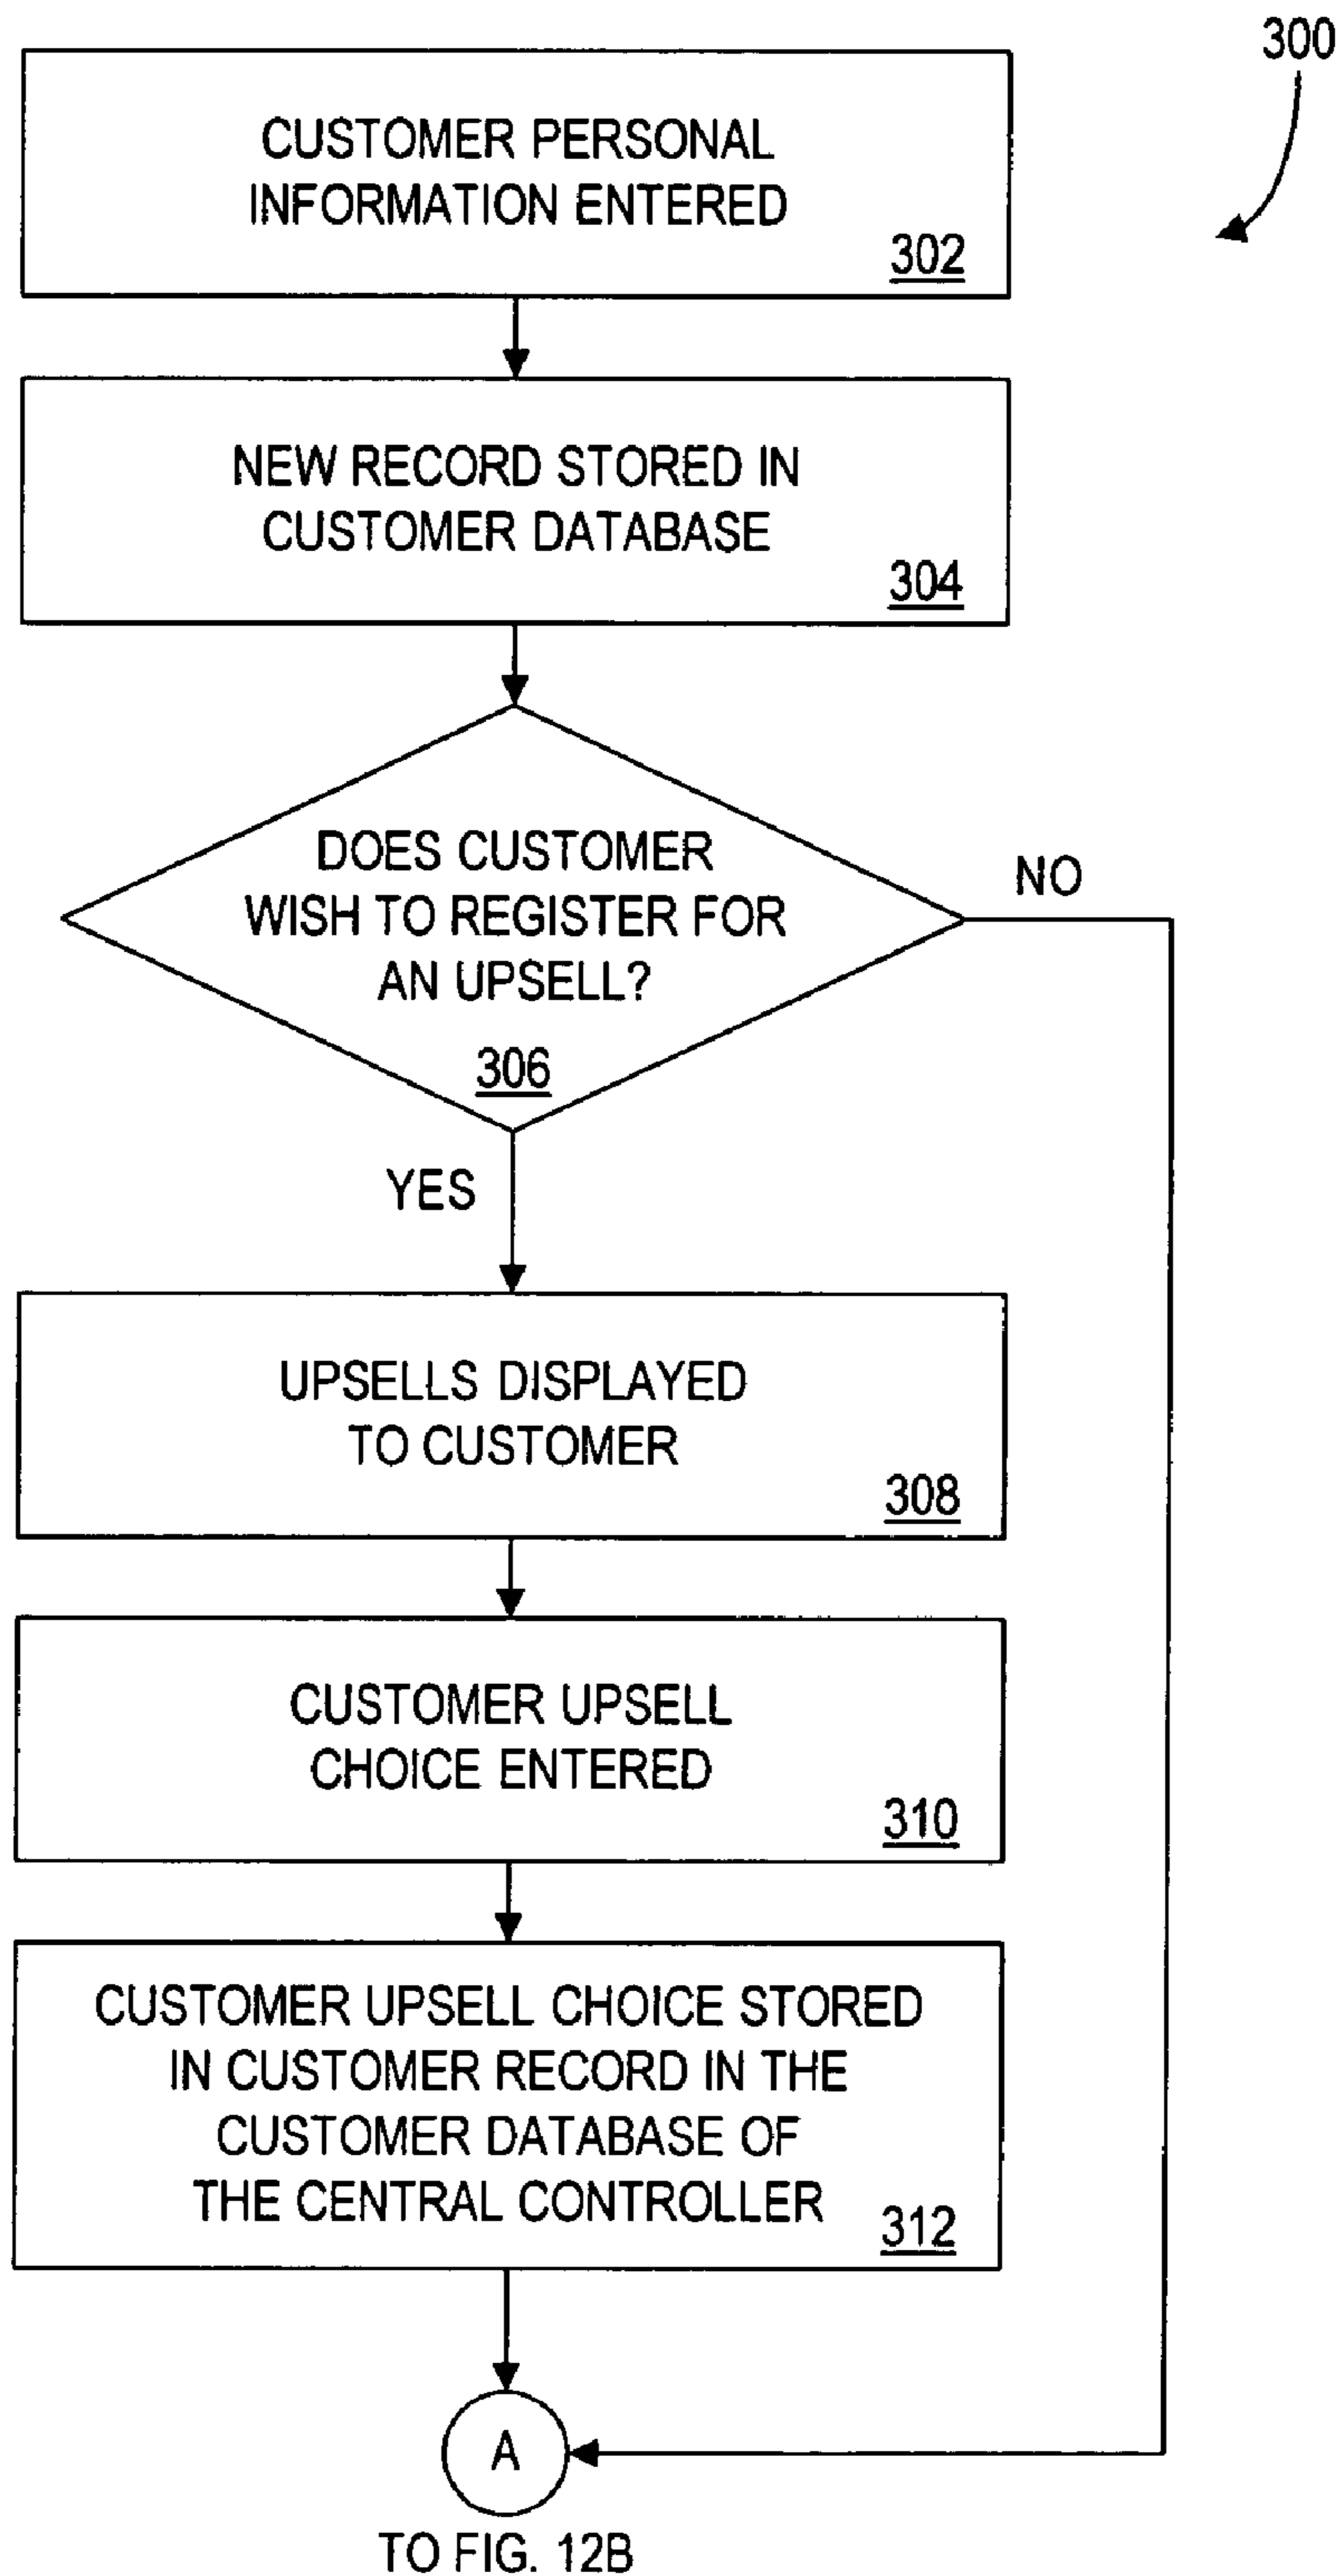 300
CUSTOMER PERSONAL
INFORMATION ENTERED
302
NEW RECORD STORED IN
CUSTOMER DATABASE
304
DOES CUSTOMER
WISH TO REGISTER FOR
AN UPSELL?
306
NO
YES
UPSELLS DISPLAYED
TO CUSTOMER
308
CUSTOMER UPSELL
CHOICE ENTERED
310
CUSTOMER UPSELL CHOICE STORED
IN CUSTOMER RECORD IN THE
CUSTOMER DATABASE OF
THE CENTRAL CONTROLLER
312
A
TO FIG. 12B